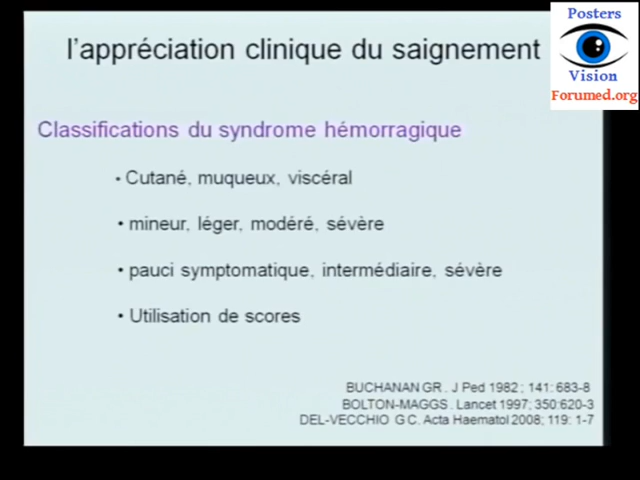 l'appréciation clinique du saignement
Posters
Vision
Forumed.org
Classifications du syndrome hémorragique
• Cutané, muqueux, viscéral
• mineur, léger, modéré, sévère
• pauci symptomatique, intermédiaire, sévère
• Utilisation de scores
BUCHANAN GR . J Ped 1982 ; 141: 683-8
BOLTON-MAGGS . Lancet 1997; 350:620-3
DEL-VECCHIO G C. Acta Haematol 2008; 119: 1-7